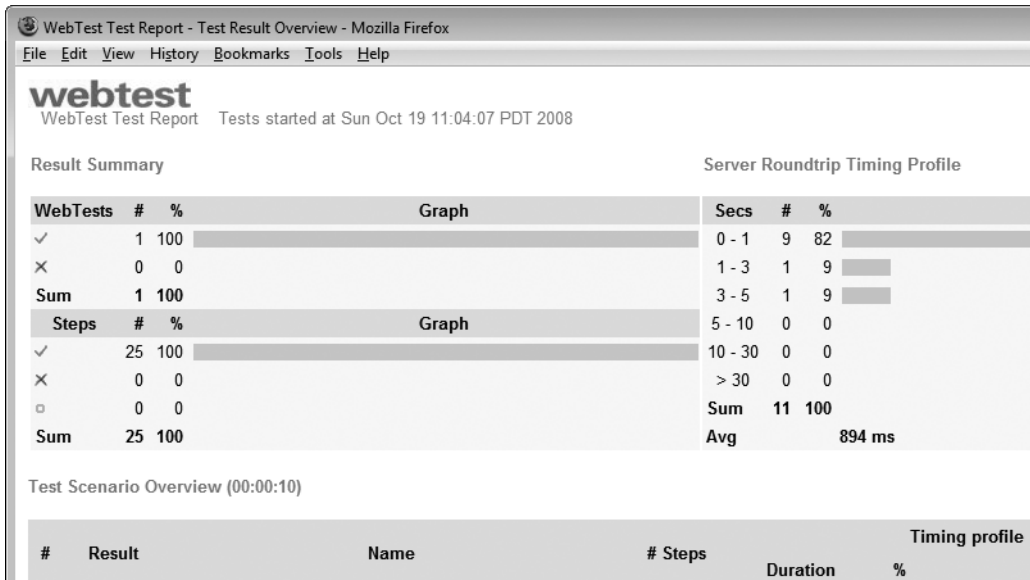 WebTest Test Report - Test Result Overview - Mozilla Firefox
File Edit View History Bookmarks Tools Help
webtest
WebTest Test Report Tests started at Sun Oct 19 11:04:07 PDT 2008
Result Summary
WebTests # % Graph
1 100
0 0
Sum 1 100
Steps # % Graph
25 100
0 0
0 0
Sum 25 100
Server Roundtrip Timing Profile
Secs # %
0 - 1 9 82
1 - 3 1 9
3 - 5 1 9
5 - 10 0 0
10 - 30 0 0
> 30 0 0
Sum 11 100
Avg 894 ms
Test Scenario Overview (00:00:10)
# Result Name # Steps Timing profile
Duration %